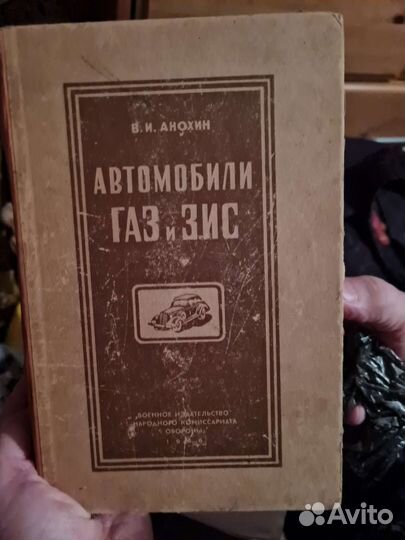 В. И. АНОХИН
АВТОМОБИЛИ
ГАЗ и ЗИС
ВОЕННОЕ ИЗДАТЕЛЬСТВО
НАРОДНОГО КОМИССАРИАТА
ОБОРОНЫ
Avito